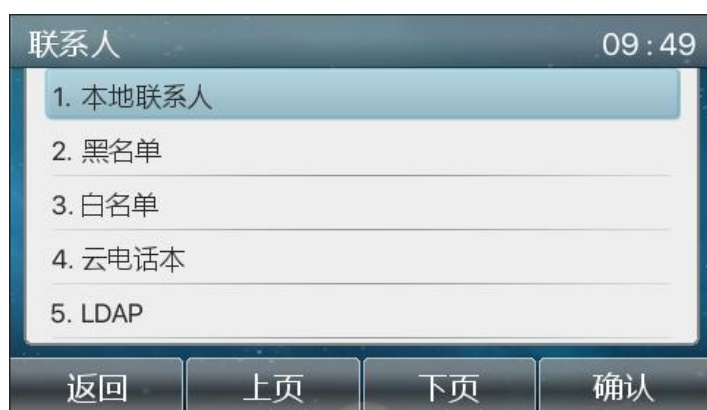 联系人 09:49
1. 本地联系人
2. 黑名单
3. 白名单
4. 云电话本
5. LDAP
返回 上页 下页 确认